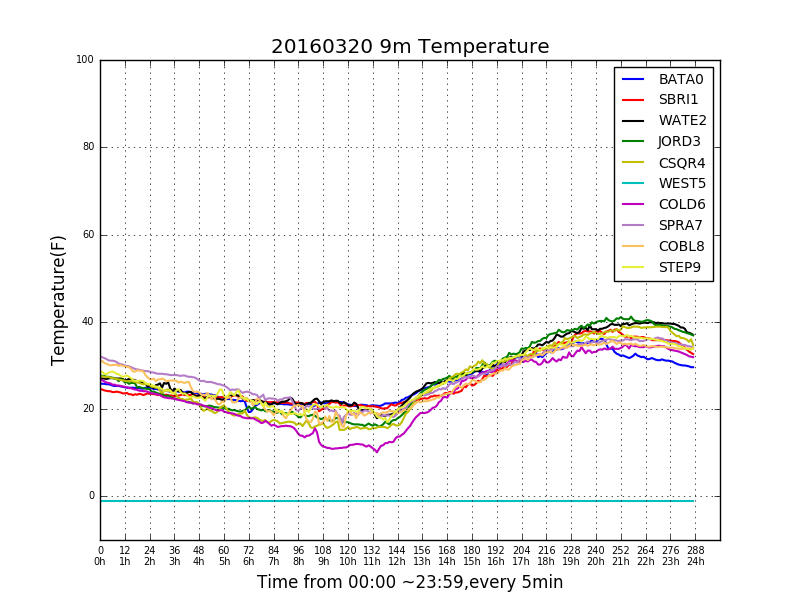 20160320 9m Temperature
100
80
60
40
20
0
Temperature(F)
BATA0
SBRI1
WATE2
JORD3
CSQR4
WEST5
COLD6
SPRA7
COBL8
STEP9
0 12 24 36 48 60 72 84 96 108 120 132 144 156 168 180 192 204 216 228 240 252 264 276 288
0h 1h 2h 3h 4h 5h 6h 7h 8h 9h 10h 11h 12h 13h 14h 15h 16h 17h 18h 19h 20h 21h 22h 23h 24h
Time from 00:00 ~23:59,every 5min